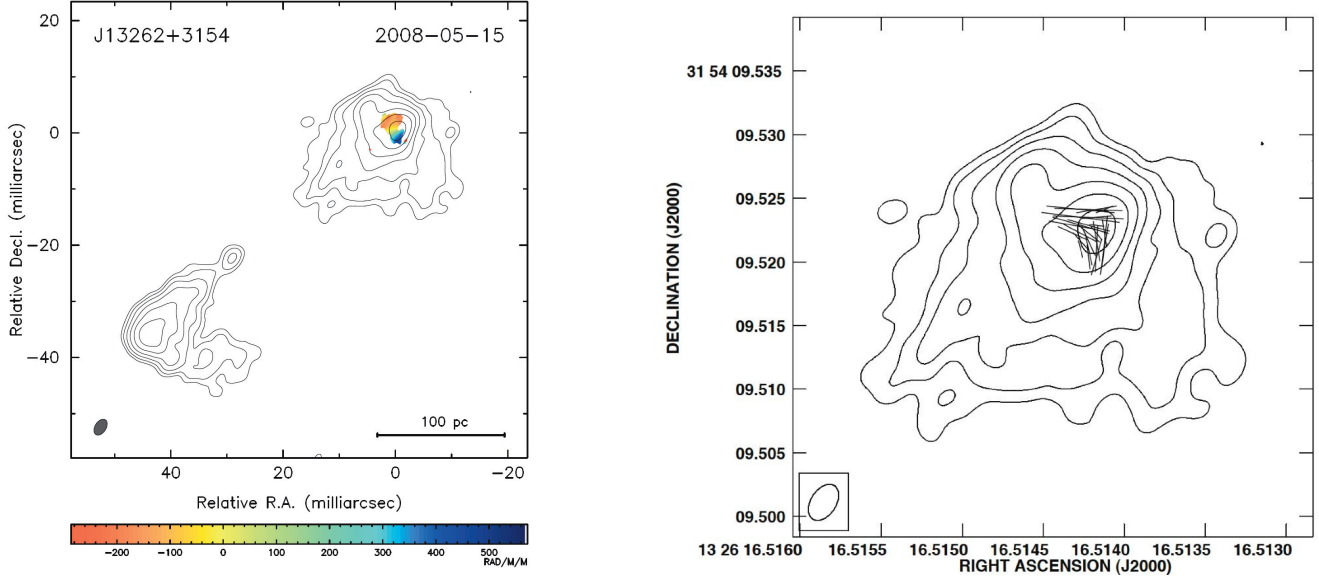 J13262+3154 2008−05−15
20
0
−20
−40
Relative Decl. (milliarcsec)
100 pc
40 20 0 −20
Relative R.A. (milliarcsec)
−200 −100 0 100 200 300 400 500
RAD/M/M
31 54 09.535
09.530
09.525
09.520
09.515
09.510
09.505
09.500
DECLINATION (J2000)
13 26 16.5160 16.5155 16.5150 16.5145 16.5140 16.5135 16.5130
RIGHT ASCENSION (J2000)